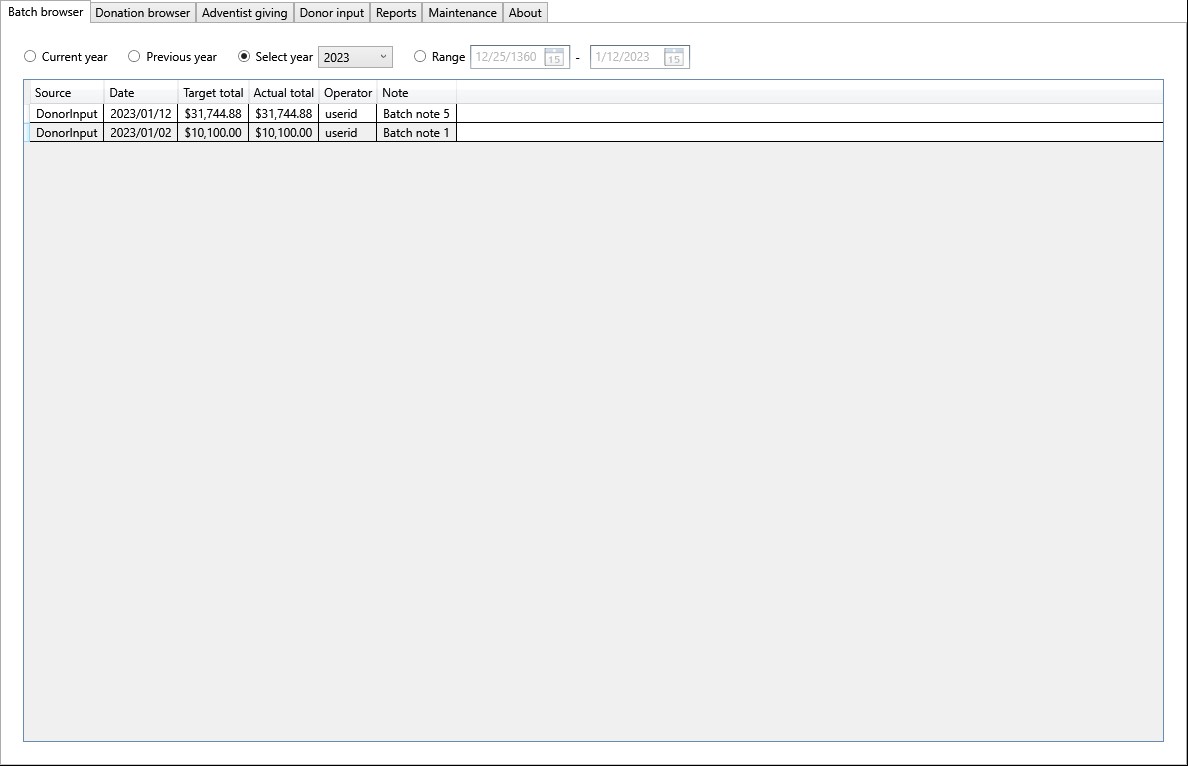 Batch browser Donation browser Adventist giving Donor input Reports Maintenance About
Current year Previous year Select year 2023 Range 12/25/1360 15 - 1/12/2023 15
Source Date Target total Actual total Operator Note
DonorInput 2023/01/12 $31,744.88 $31,744.88 userid Batch note 5
DonorInput 2023/01/02 $10,100.00 $10,100.00 userid Batch note 1